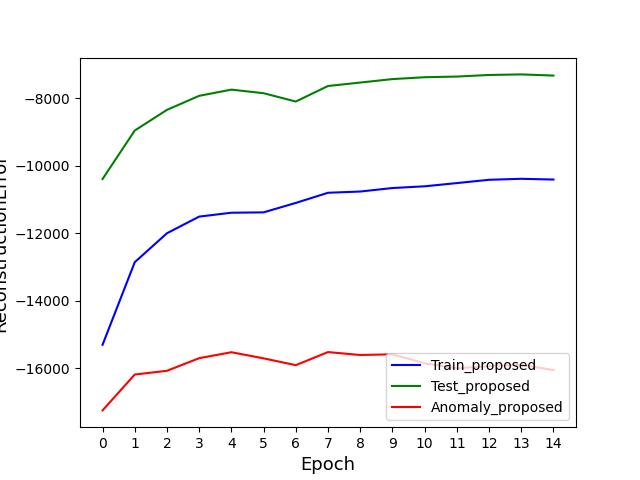 ReconstructionError
−8000
−10000
−12000
−14000
−16000
0 1 2 3 4 5 6 7 8 9 10 11 12 13 14
Epoch
Train_proposed
Test_proposed
Anomaly_proposed